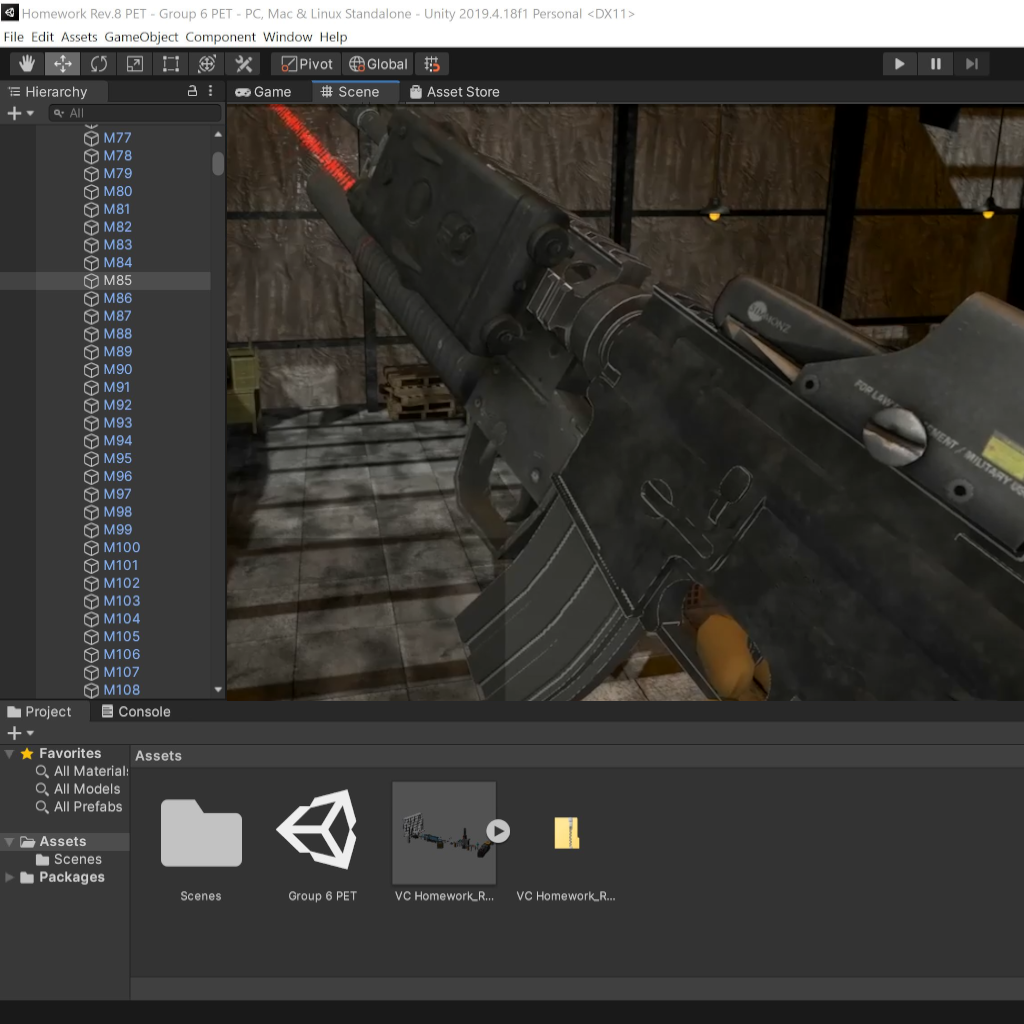 Homework Rev.8 PET - Group 6 PET - PC, Mac & Linux Standalone - Unity 2019.4.18f1 Personal <DX11>
File Edit Assets GameObject Component Window Help
Pivot Global
Hierarchy
Game Scene Asset Store
All
M77
M78
M79
M80
M81
M82
M83
M84
M85
M86
M87
M88
M89
M90
M91
M92
M93
M94
M95
M96
M97
M98
M99
M100
M101
M102
M103
M104
M105
M106
M107
M108
FOR LAW
MENT / MILITARY US
Project Console
Favorites
All Materials
All Models
All Prefabs
Assets
Scenes
Packages
Assets
Scenes
Group 6 PET
VC Homework_R...
VC Homework_R...